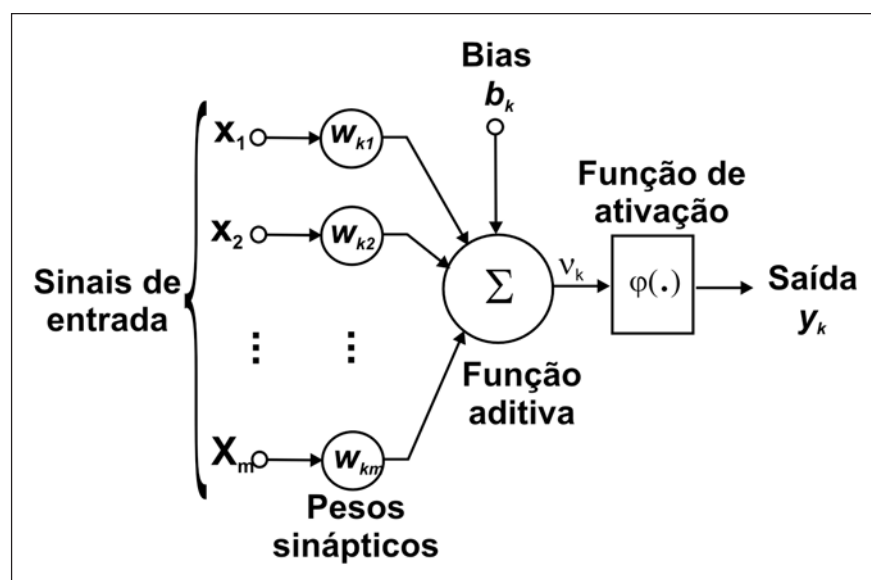 Bias
b_k
x_1
w_k1
Função de
ativação
x_2
w_k2
Sinais de
entrada
Σ
v_k
φ(.)
Saída
y_k
⋮ ⋮
Função
aditiva
X_m
w_km
Pesos
sinápticos